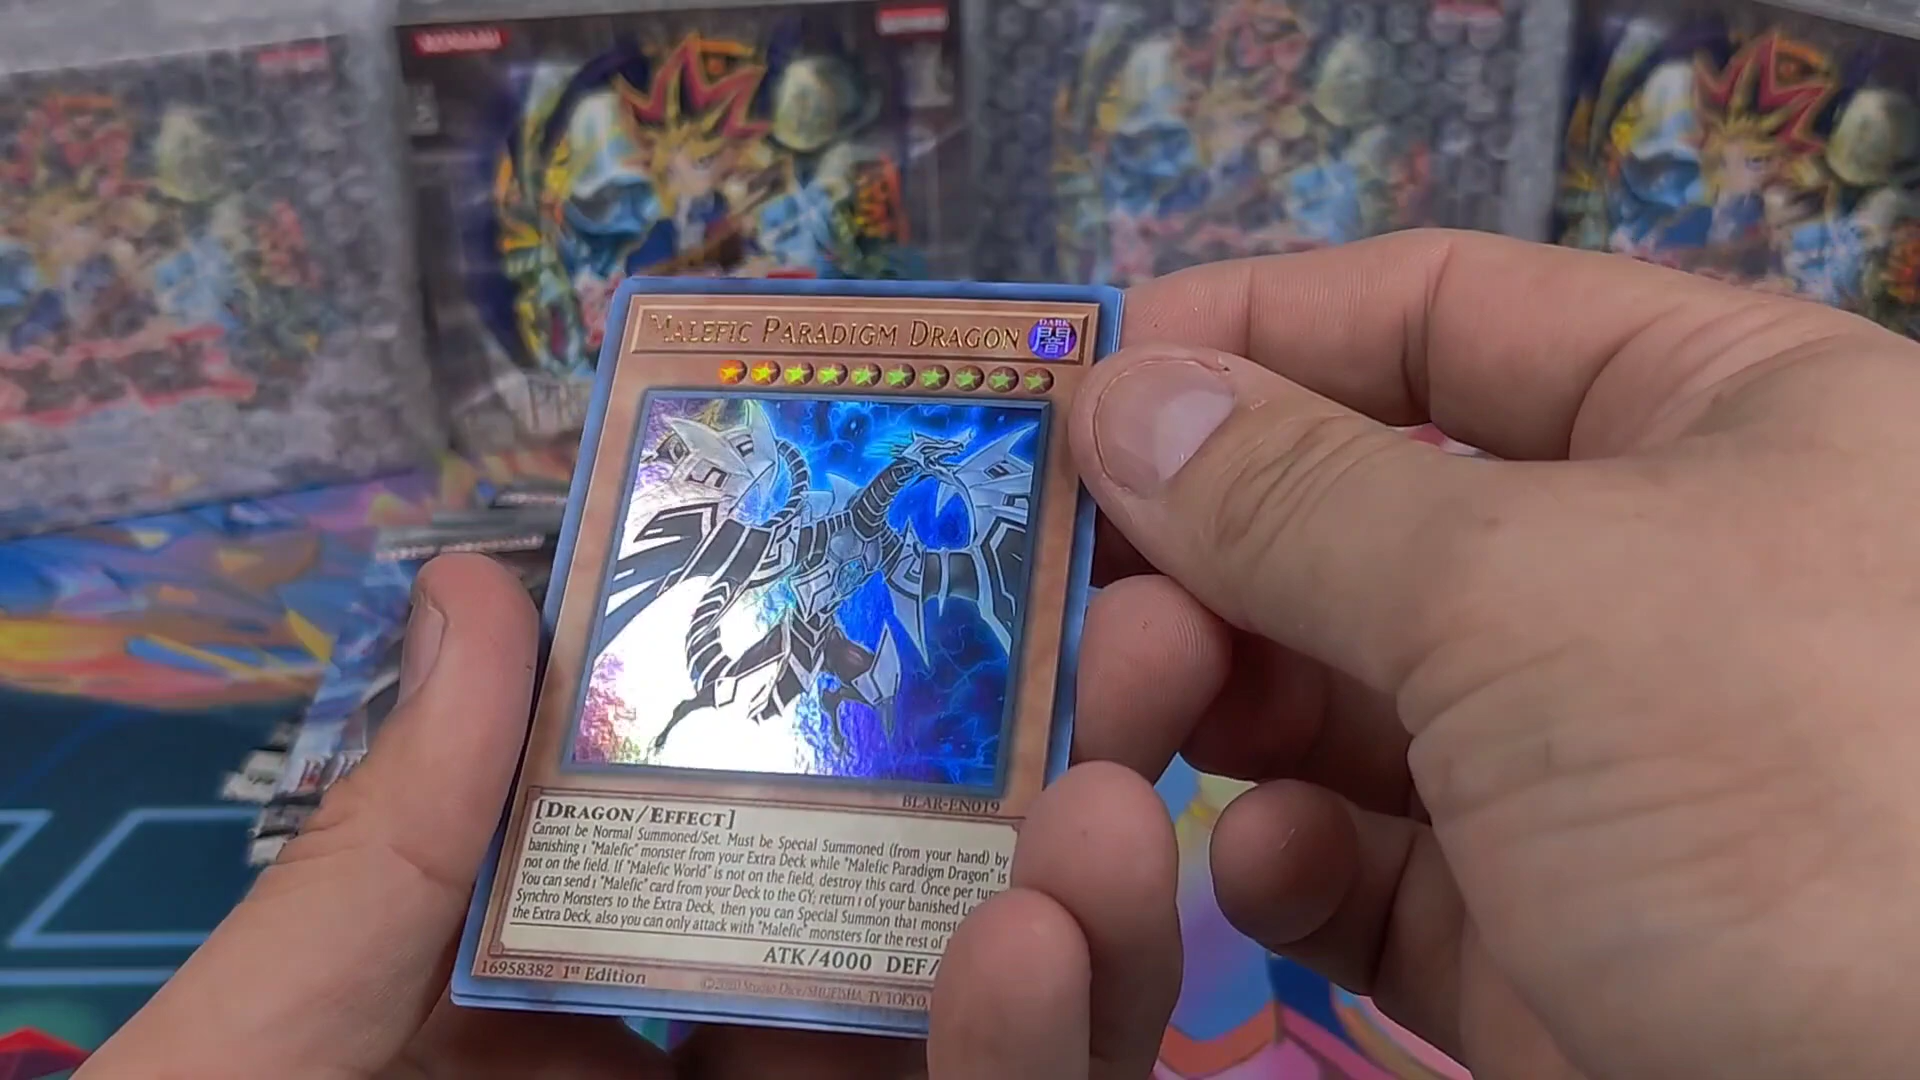 KONAMI
MALEFIC PARADIGM DRAGON
DARK
闇
BLAR-EN019
[DRAGON/EFFECT]
Cannot be Normal Summoned/Set. Must be Special Summoned (from your hand) by
banishing 1 "Malefic" monster from your Extra Deck while "Malefic Paradigm Dragon" is
not on the field. If "Malefic World" is not on the field, destroy this card. Once per
You can send 1 "Malefic" card from your Deck to the GY; return 1 of your banished
Synchro Monsters to the Extra Deck, then you can Special Summon that
the Extra Deck, also you can only attack with "Malefic" monsters for the rest of
ATK/4000 DEF/
16958382 1st Edition
©2020 Studio Dice/SHUEISHA, TV TOKYO,